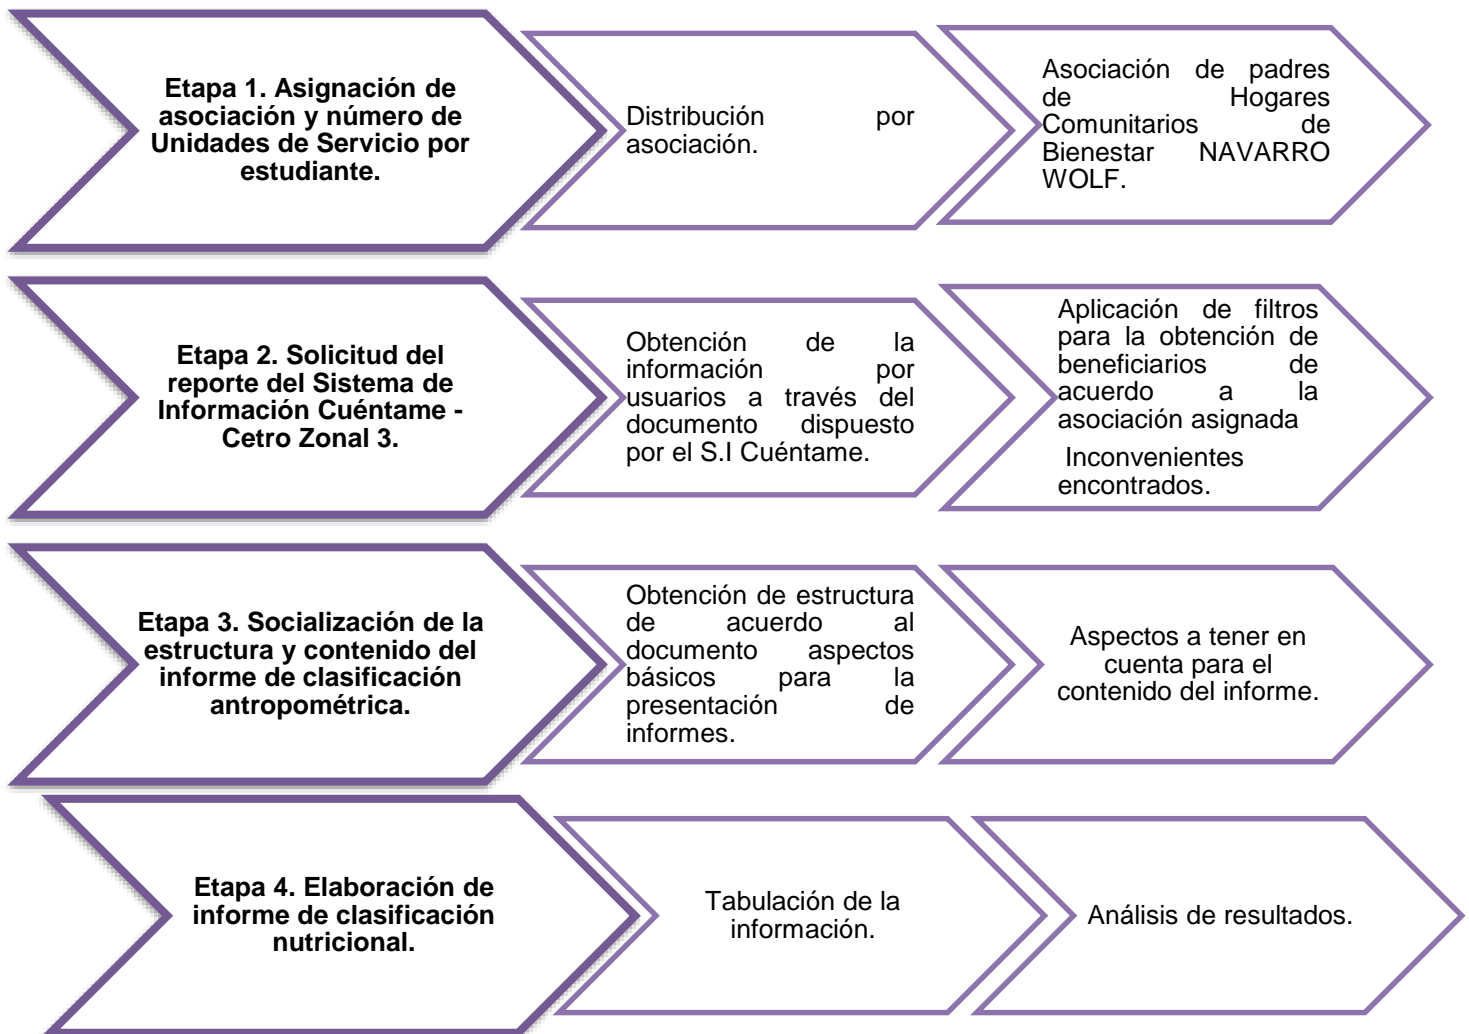 Etapa 1. Asignación de
asociación y número de
Unidades de Servicio por
estudiante.
Distribución por
asociación.
Asociación de padres
de Hogares
Comunitarios de
Bienestar NAVARRO
WOLF.
Etapa 2. Solicitud del
reporte del Sistema de
Información Cuéntame -
Cetro Zonal 3.
Obtención de la
información por
usuarios a través del
documento dispuesto
por el S.I Cuéntame.
Aplicación de filtros
para la obtención de
beneficiarios de
acuerdo a la
asociación asignada
Inconvenientes
encontrados.
Etapa 3. Socialización de la
estructura y contenido del
informe de clasificación
antropométrica.
Obtención de estructura
de acuerdo al
documento aspectos
básicos para la
presentación de
informes.
Aspectos a tener en
cuenta para el
contenido del informe.
Etapa 4. Elaboración de
informe de clasificación
nutricional.
Tabulación de la
información.
Análisis de resultados.